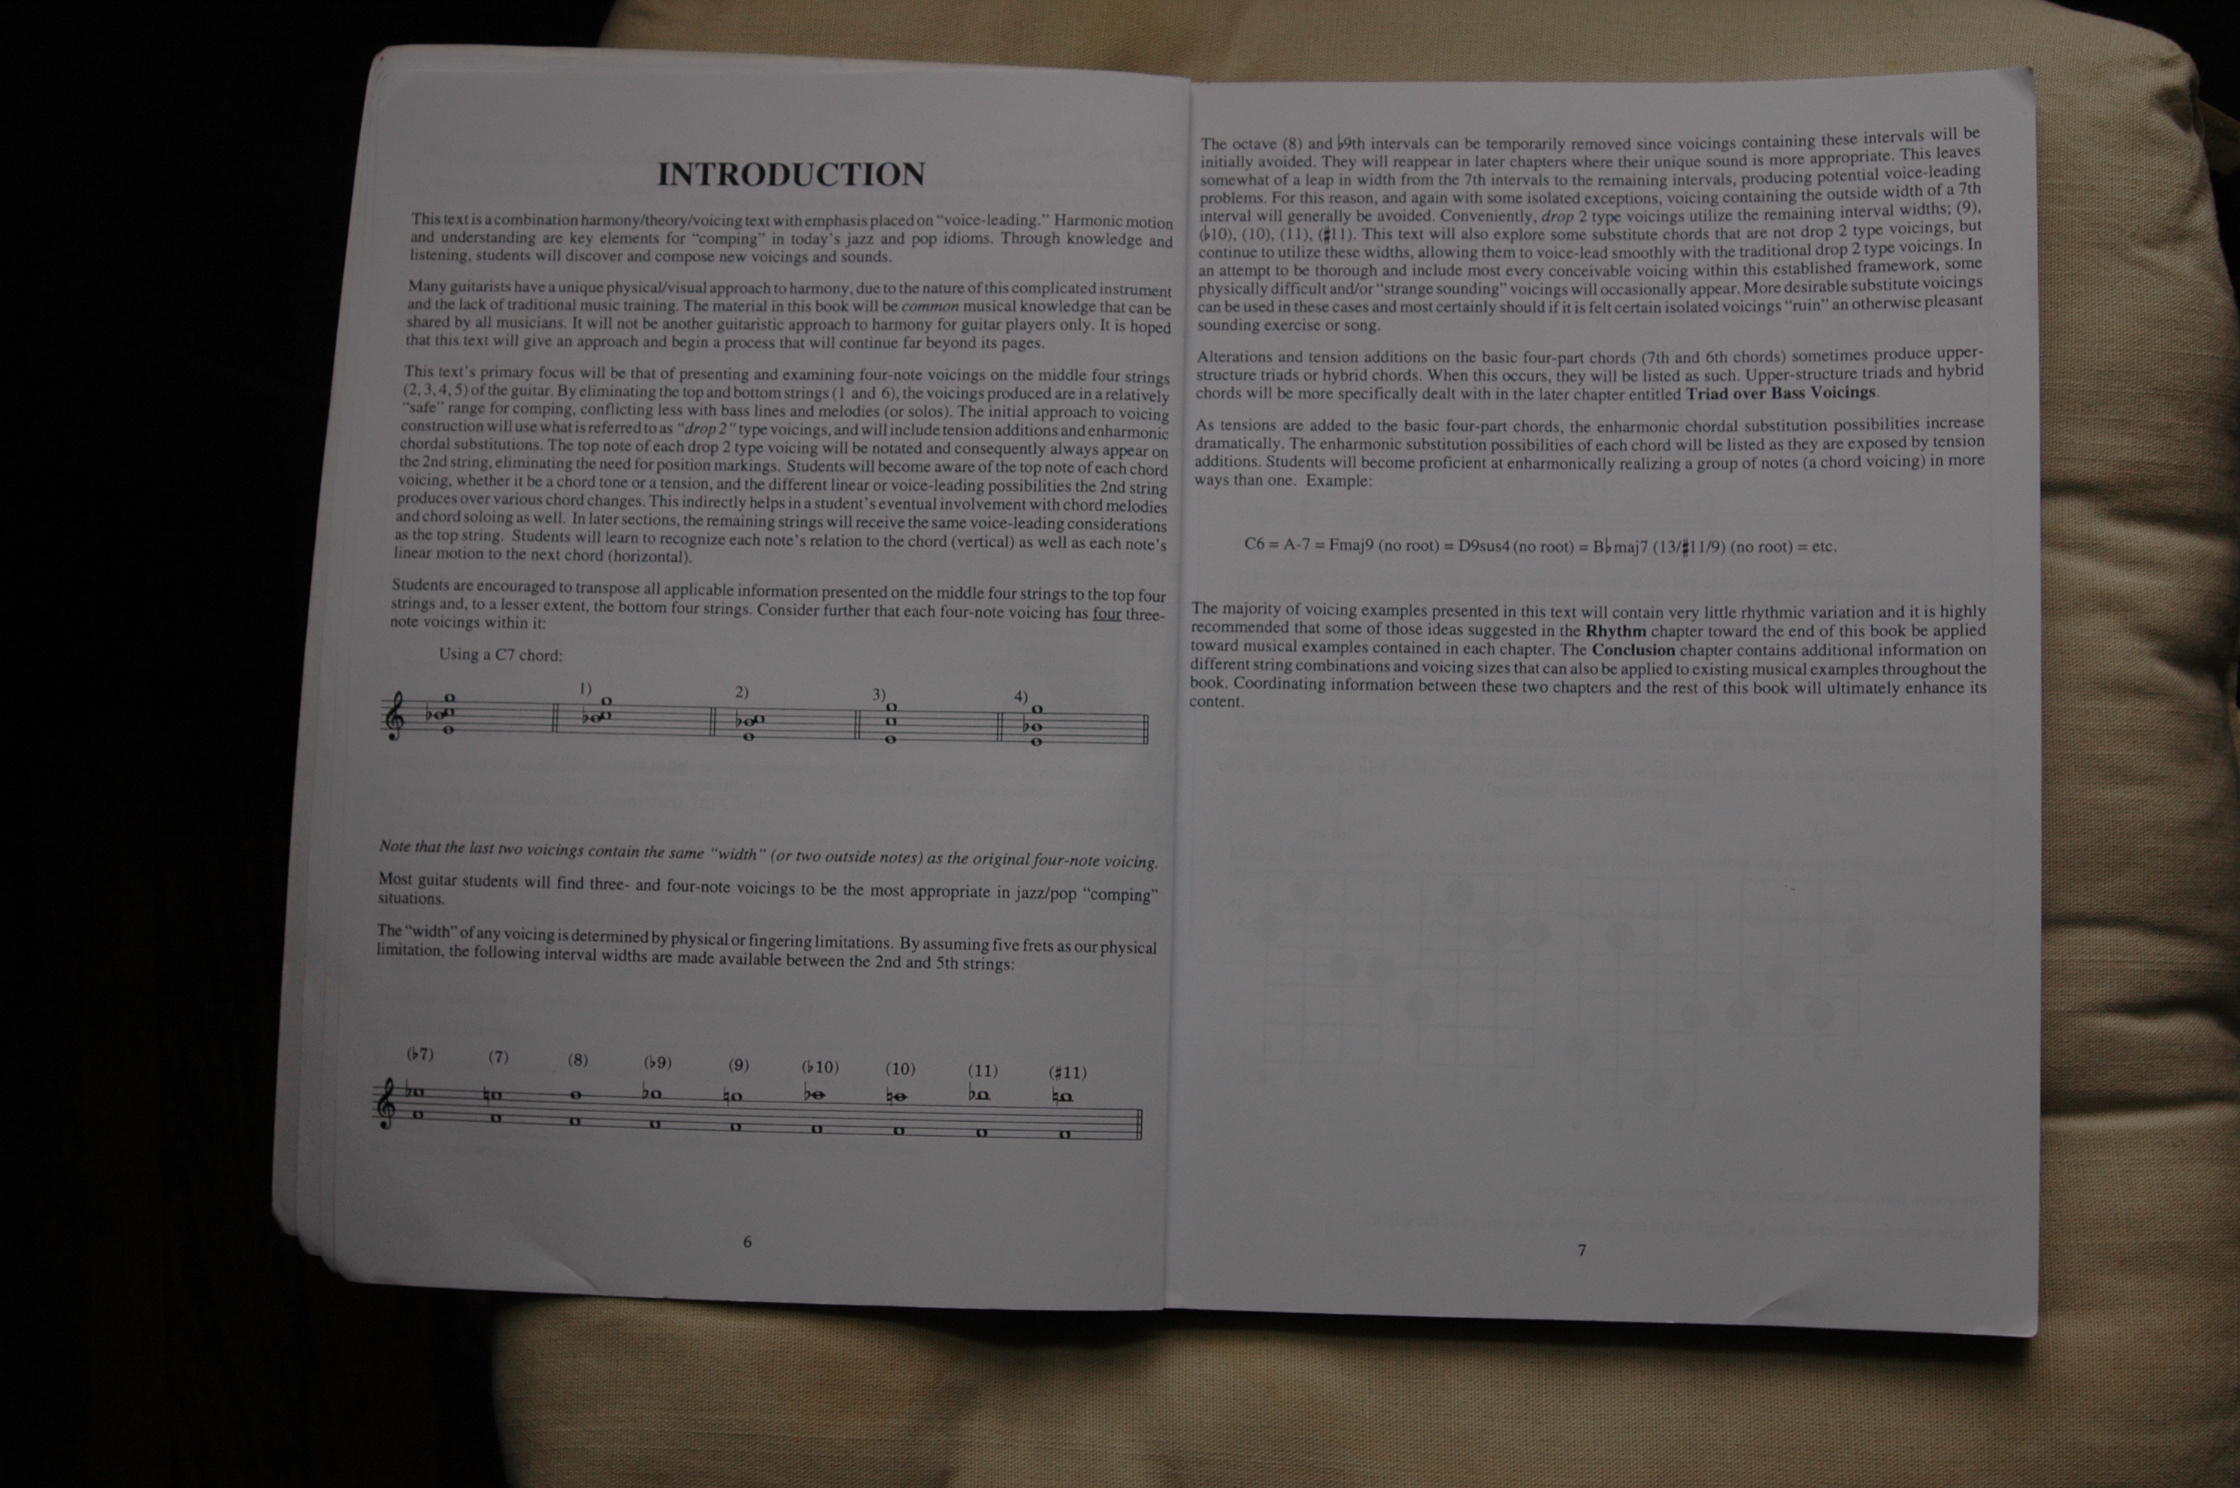 INTRODUCTION
This text is a combination harmony/theory/voicing text with emphasis placed on “voice-leading.” Harmonic motion
and understanding are key elements for “comping” in today’s jazz and pop idioms. Through knowledge and
listening, students will discover and compose new voicings and sounds.
Many guitarists have a unique physical/visual approach to harmony, due to the nature of this complicated instrument
and the lack of traditional music training. The material in this book will be common musical knowledge that can be
shared by all musicians. It will not be another guitaristic approach to harmony for guitar players only. It is hoped
that this text will give an approach and begin a process that will continue far beyond its pages.
This text’s primary focus will be that of presenting and examining four-note voicings on the middle four strings
(2, 3, 4, 5) of the guitar. By eliminating the top and bottom strings (1 and 6), the voicings produced are in a relatively
“safe” range for comping, conflicting less with bass lines and melodies (or solos). The initial approach to voicing
construction will use what is referred to as “drop 2” type voicings, and will include tension additions and enharmonic
chordal substitutions. The top note of each drop 2 type voicing will be notated and consequently always appear on
the 2nd string, eliminating the need for position markings. Students will become aware of the top note of each chord
voicing, whether it be a chord tone or a tension, and the different linear or voice-leading possibilities the 2nd string
produces over various chord changes. This indirectly helps in a student’s eventual involvement with chord melodies
and chord soloing as well. In later sections, the remaining strings will receive the same voice-leading considerations
as the top string. Students will learn to recognize each note’s relation to the chord (vertical) as well as each note’s
linear motion to the next chord (horizontal).
Students are encouraged to transpose all applicable information presented on the middle four strings to the top four
strings and, to a lesser extent, the bottom four strings. Consider further that each four-note voicing has four three-
note voicings within it:
Using a C7 chord:
1) 2) 3) 4)
Note that the last two voicings contain the same “width” (or two outside notes) as the original four-note voicing.
Most guitar students will find three- and four-note voicings to be the most appropriate in jazz/pop “comping”
situations.
The “width” of any voicing is determined by physical or fingering limitations. By assuming five frets as our physical
limitation, the following interval widths are made available between the 2nd and 5th strings:
(♭7) (7) (8) (♭9) (9) (♭10) (10) (11) (♯11)
6
The octave (8) and ♭9th intervals can be temporarily removed since voicings containing these intervals will be
initially avoided. They will reappear in later chapters where their unique sound is more appropriate. This leaves
somewhat of a leap in width from the 7th intervals to the remaining intervals, producing potential voice-leading
problems. For this reason, and again with some isolated exceptions, voicing containing the outside width of a 7th
interval will generally be avoided. Conveniently, drop 2 type voicings utilize the remaining interval widths; (9),
(♭10), (10), (11), (♯11). This text will also explore some substitute chords that are not drop 2 type voicings, but
continue to utilize these widths, allowing them to voice-lead smoothly with the traditional drop 2 type voicings. In
an attempt to be thorough and include most every conceivable voicing within this established framework, some
physically difficult and/or “strange sounding” voicings will occasionally appear. More desirable substitute voicings
can be used in these cases and most certainly should if it is felt certain isolated voicings “ruin” an otherwise pleasant
sounding exercise or song.
Alterations and tension additions on the basic four-part chords (7th and 6th chords) sometimes produce upper-
structure triads or hybrid chords. When this occurs, they will be listed as such. Upper-structure triads and hybrid
chords will be more specifically dealt with in the later chapter entitled Triad over Bass Voicings.
As tensions are added to the basic four-part chords, the enharmonic chordal substitution possibilities increase
dramatically. The enharmonic substitution possibilities of each chord will be listed as they are exposed by tension
additions. Students will become proficient at enharmonically realizing a group of notes (a chord voicing) in more
ways than one. Example:
C6 = A-7 = Fmaj9 (no root) = D9sus4 (no root) = B♭maj7 (13/♯11/9) (no root) = etc.
The majority of voicing examples presented in this text will contain very little rhythmic variation and it is highly
recommended that some of those ideas suggested in the Rhythm chapter toward the end of this book be applied
toward musical examples contained in each chapter. The Conclusion chapter contains additional information on
different string combinations and voicing sizes that can also be applied to existing musical examples throughout the
book. Coordinating information between these two chapters and the rest of this book will ultimately enhance its
content.
7